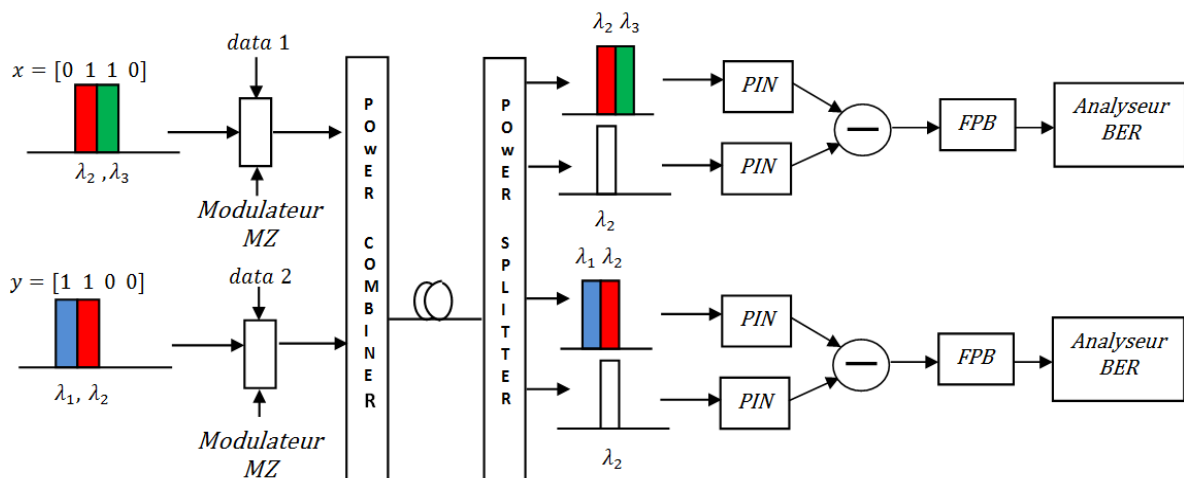 data 1
x = [0 1 1 0]
λ₂ , λ₃
Modulateur
MZ
data 2
y = [1 1 0 0]
λ₁, λ₂
Modulateur
MZ
POWER COMBINER
POWER SPLITTTER
λ₂ λ₃
λ₂
PIN
PIN
—
FPB
Analyseur
BER
λ₁ λ₂
λ₂
PIN
PIN
—
FPB
Analyseur
BER